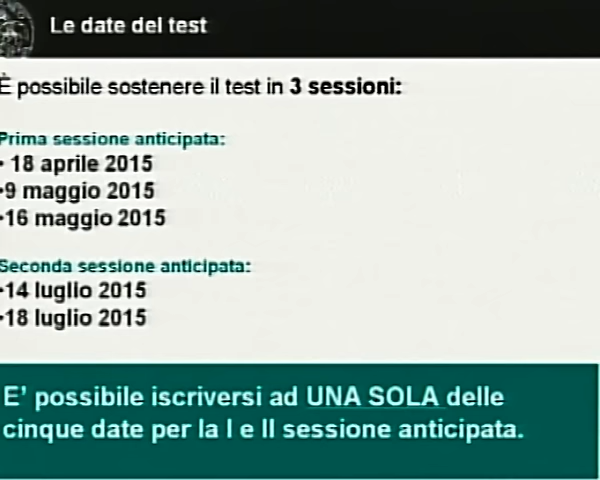 Le date del test
È possibile sostenere il test in 3 sessioni:
Prima sessione anticipata:
• 18 aprile 2015
•9 maggio 2015
•16 maggio 2015
Seconda sessione anticipata:
•14 luglio 2015
•18 luglio 2015
E' possibile iscriversi ad UNA SOLA delle
cinque date per la I e II sessione anticipata.